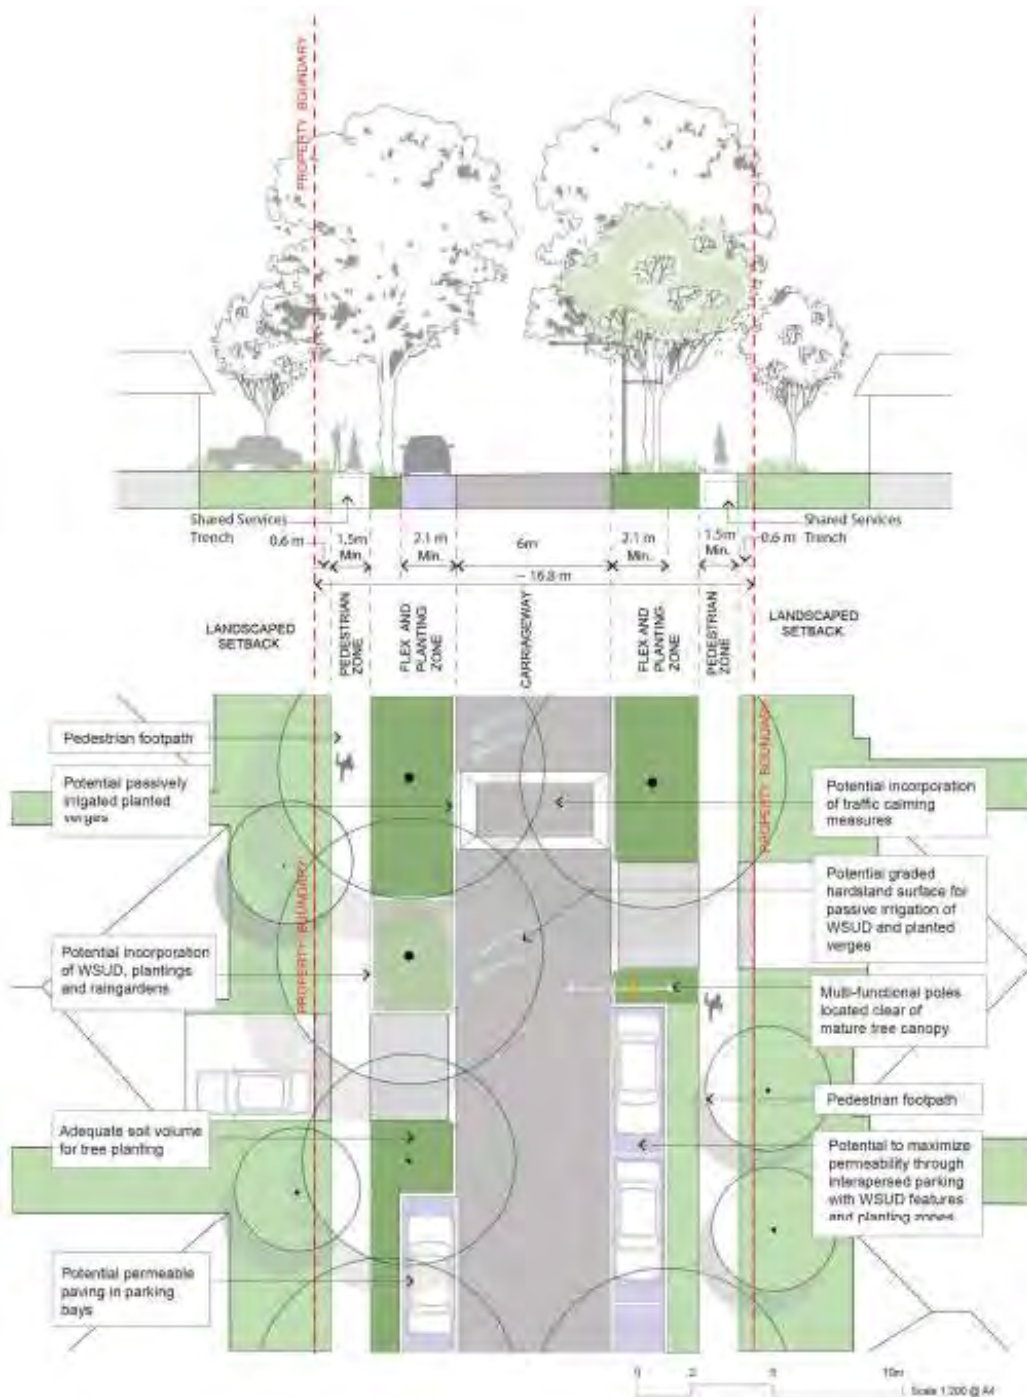 PROPERTY BOUNDARY
Shared Services
Trench
Shared Services
Trench
0.6 m
1.5m
Min.
2.1 m
Min.
6m
2.1 m
Min.
1.5m
Min.
0.6 m
~ 16.8 m
LANDSCAPED
SETBACK
PEDESTRIAN
ZONE
FLEX AND
PLANTING
ZONE
CARRIAGEWAY
FLEX AND
PLANTING
ZONE
PEDESTRIAN
ZONE
LANDSCAPED
SETBACK
Pedestrian footpath
Potential passively
irrigated planted
verges
PROPERTY BOUNDARY
Potential incorporation
of WSUD, plantings
and raingardens
Adequate soil volume
for tree planting
Potential permeable
paving in parking
bays
PROPERTY BOUNDARY
Potential incorporation
of traffic calming
measures
Potential graded
hardstand surface for
passive irrigation of
WSUD and planted
verges
Multi-functional poles
located clear of
mature tree canopy
Pedestrian footpath
Potential to maximize
permeability through
interspersed parking
with WSUD features
and planting zones
0 2 5 10m
Scale 1:200 @ A4